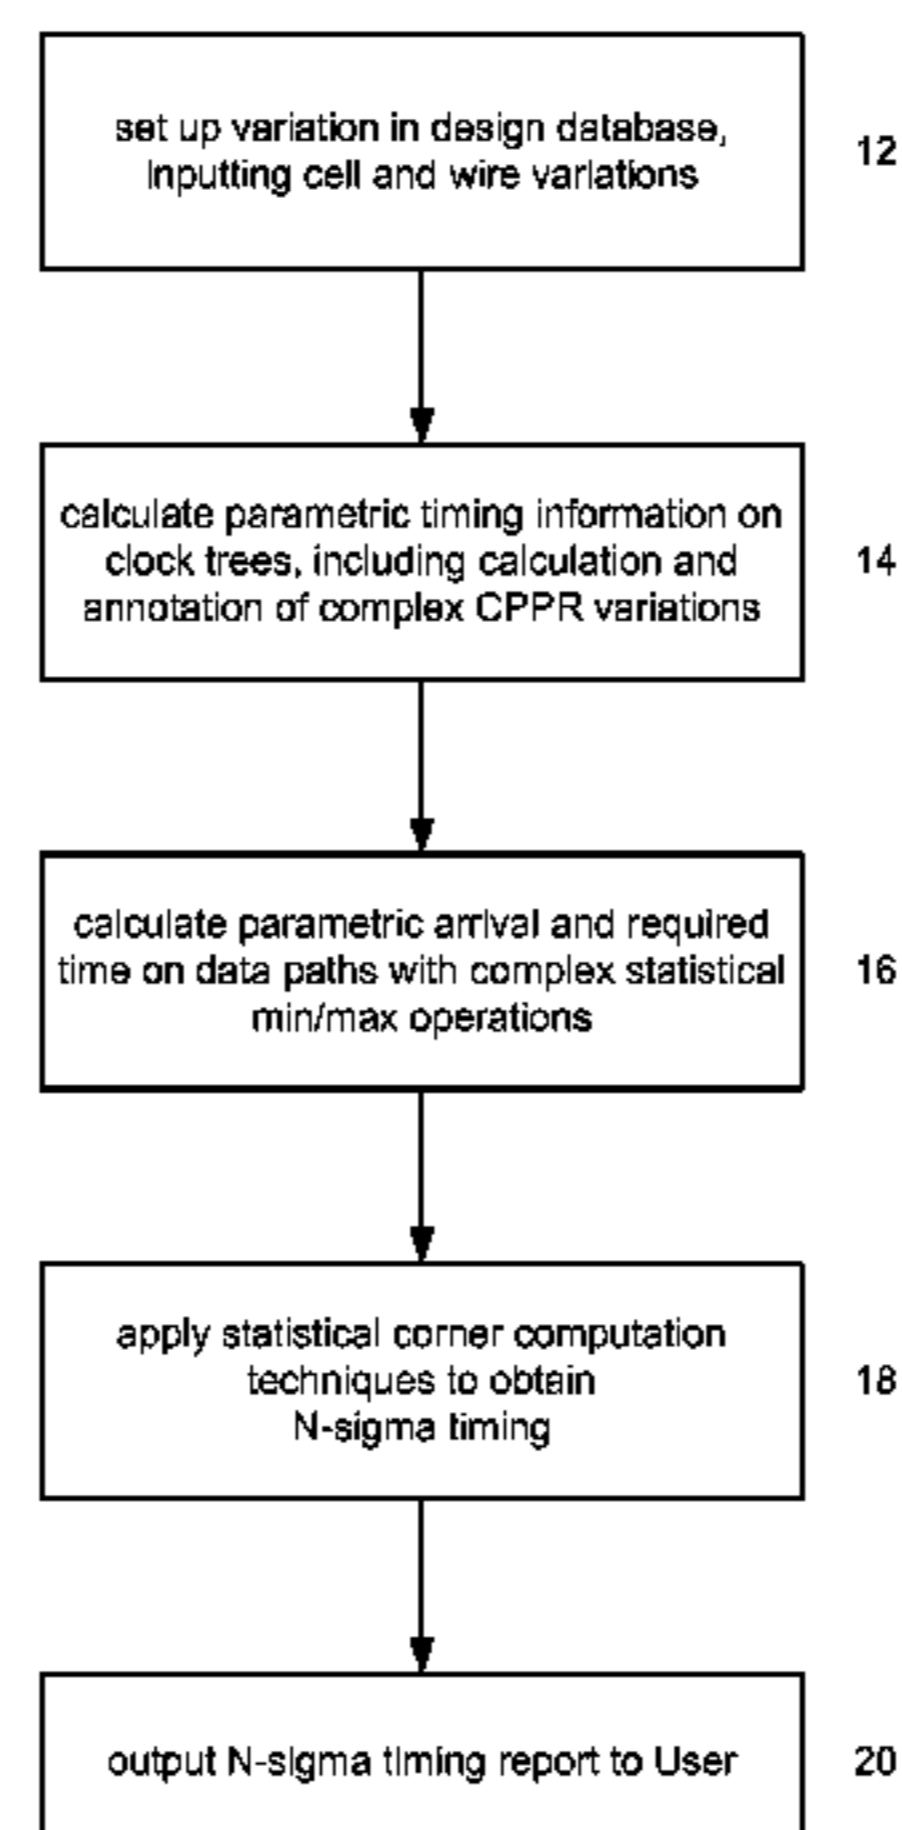 set up variation in design database,
inputting cell and wire variations
12
calculate parametric timing information on
clock trees, including calculation and
annotation of complex CPPR variations
14
calculate parametric arrival and required
time on data paths with complex statistical
min/max operations
16
apply statistical corner computation
techniques to obtain
N-sigma timing
18
output N-sigma timing report to User
20